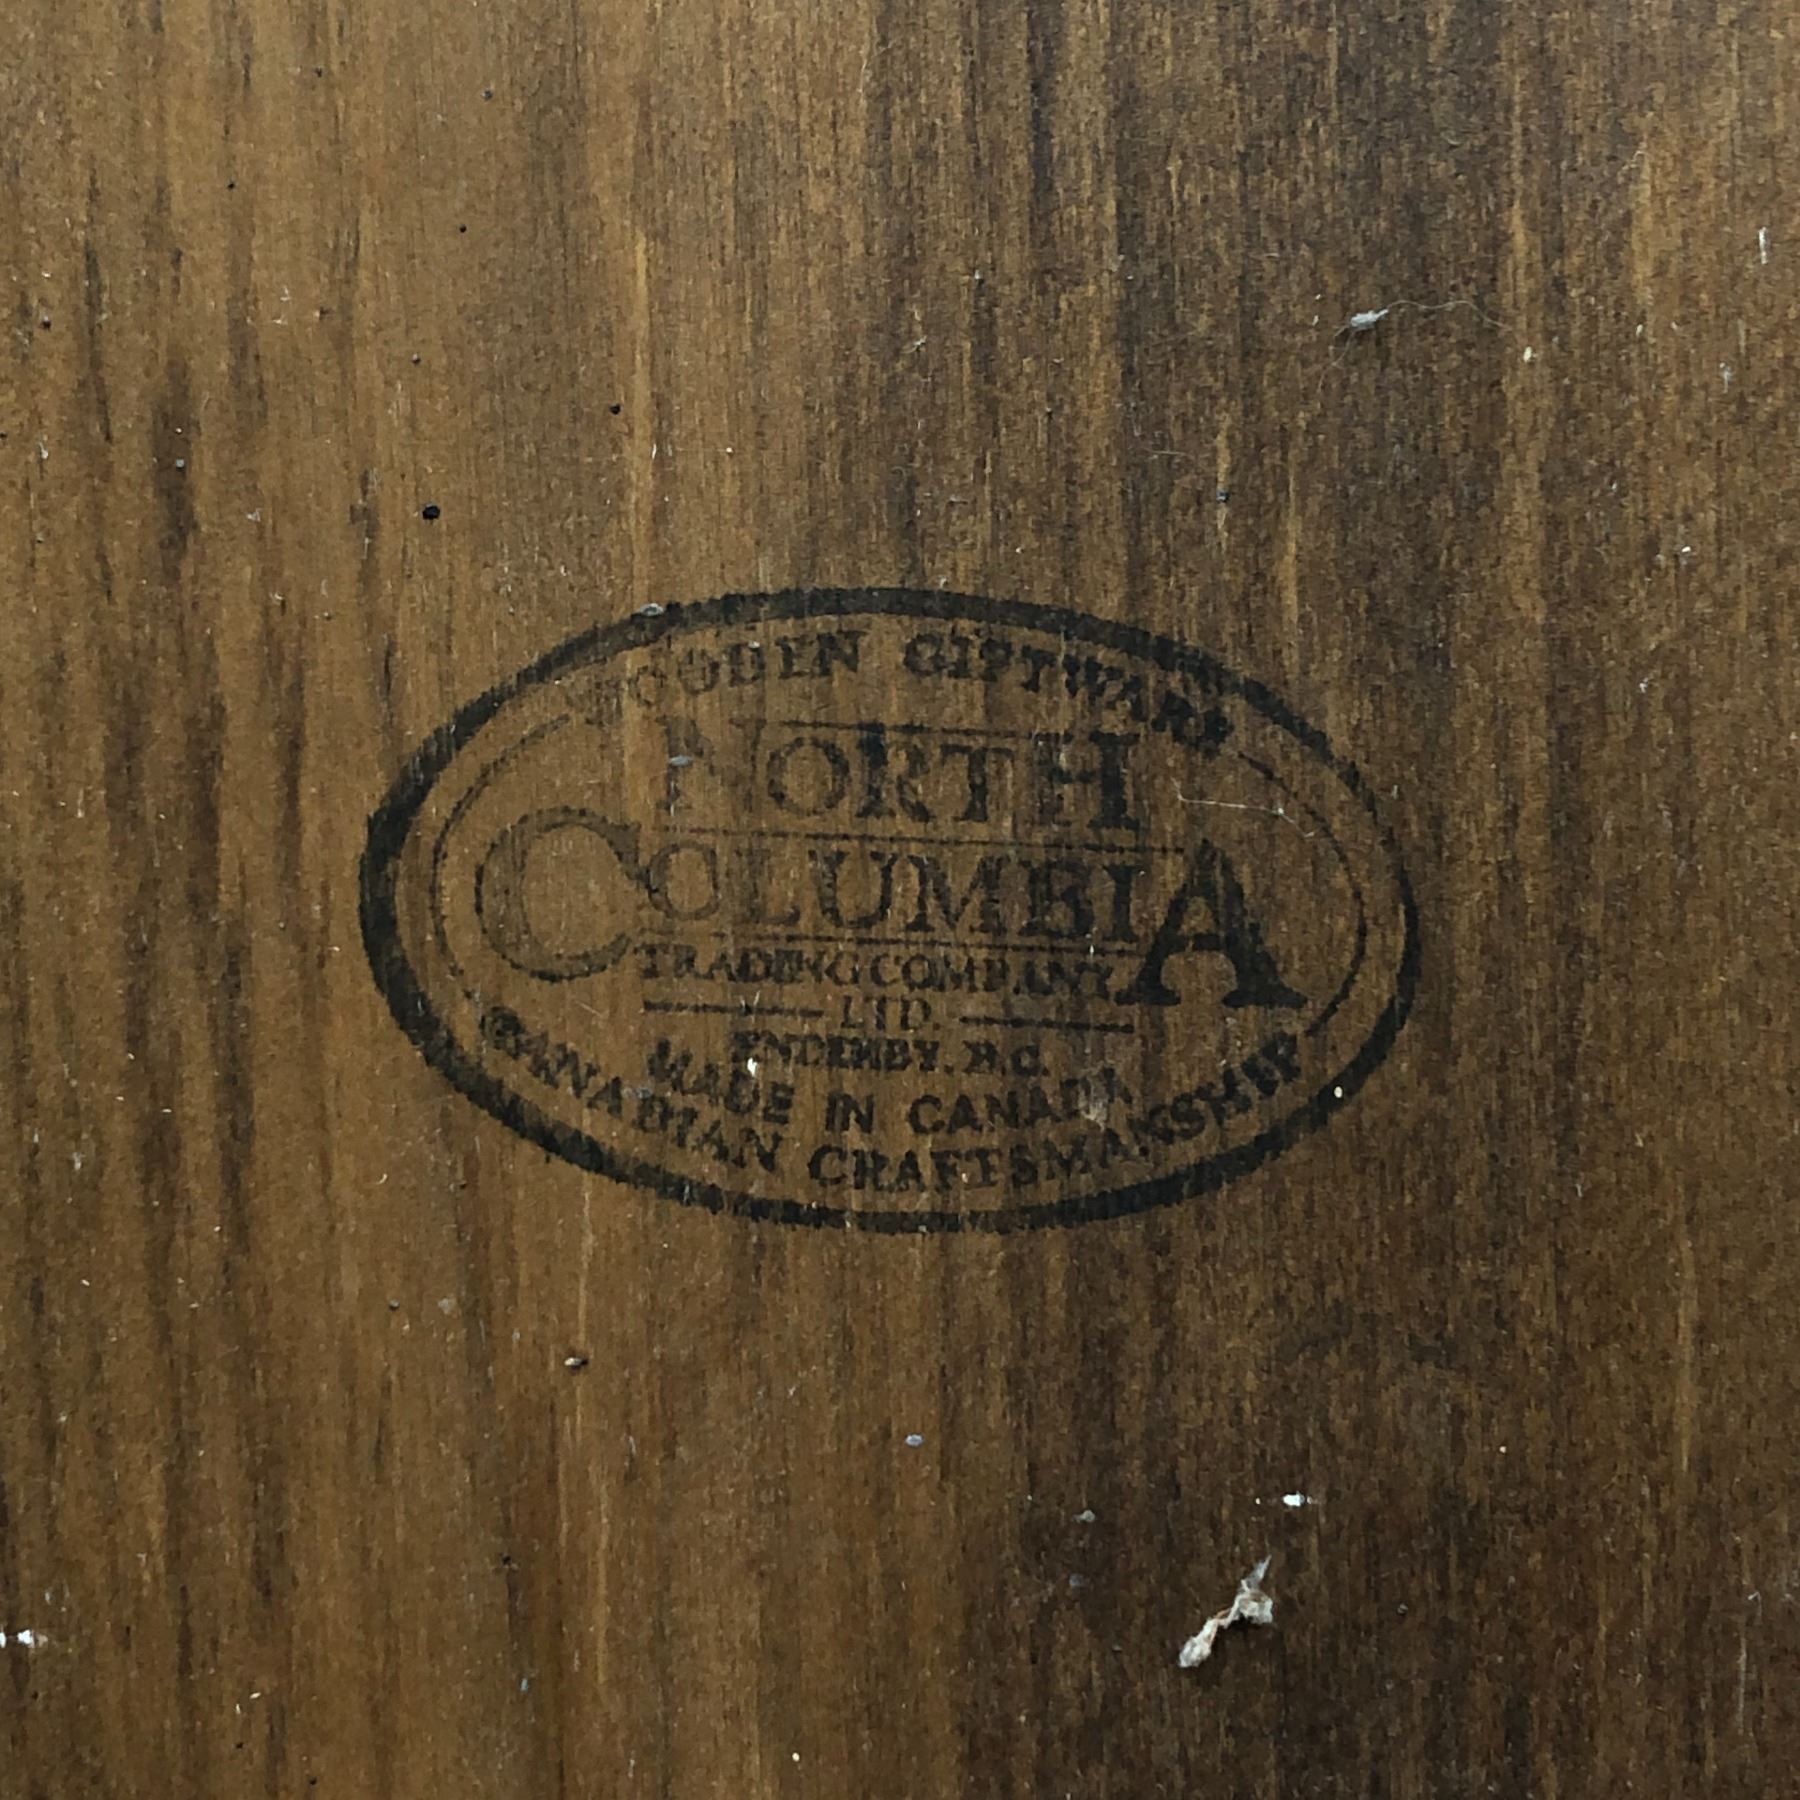 WOODEN GIFTWARE
NORTH
COLUMBIA
TRADING COMPANY
LTD.
ENDERBY, B.C.
MADE IN CANADA
CANADIAN CRAFTSMANSHIP